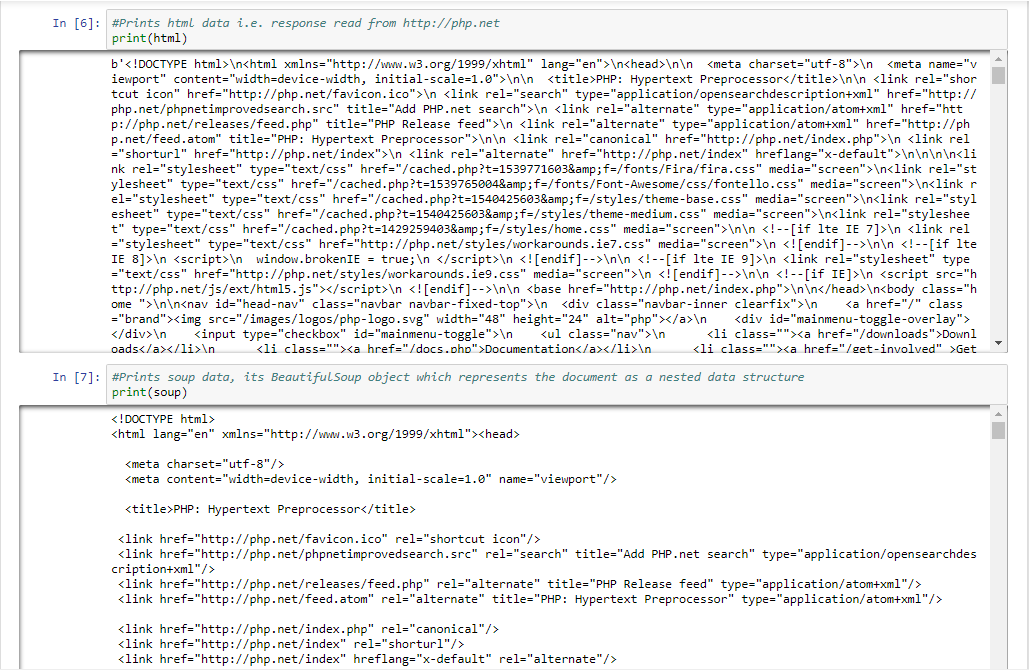 In [6]: #Prints html data i.e. response read from http://php.net
print(html)
b'<!DOCTYPE html>\n<html xmlns="http://www.w3.org/1999/xhtml" lang="en">\n<head>\n\n  <meta charset="utf-8">\n  <meta name="v
iewport" content="width=device-width, initial-scale=1.0">\n\n  <title>PHP: Hypertext Preprocessor</title>\n\n <link rel="shor
tcut icon" href="http://php.net/favicon.ico">\n <link rel="search" type="application/opensearchdescription+xml" href="http://
php.net/phpnetimprovedsearch.src" title="Add PHP.net search">\n <link rel="alternate" type="application/atom+xml" href="htt
p://php.net/releases/feed.php" title="PHP Release feed">\n <link rel="alternate" type="application/atom+xml" href="http://ph
p.net/feed.atom" title="PHP: Hypertext Preprocessor">\n\n <link rel="canonical" href="http://php.net/index.php">\n <link rel
="shorturl" href="http://php.net/index">\n <link rel="alternate" href="http://php.net/index" hreflang="x-default">\n\n\n\n<li
nk rel="stylesheet" type="text/css" href="/cached.php?t=1539771603&amp;f=/fonts/Fira/fira.css" media="screen">\n<link rel="st
ylesheet" type="text/css" href="/cached.php?t=1539765004&amp;f=/fonts/Font-Awesome/css/fontello.css" media="screen">\n<link r
el="stylesheet" type="text/css" href="/cached.php?t=1540425603&amp;f=/styles/theme-base.css" media="screen">\n<link rel="styl
esheet" type="text/css" href="/cached.php?t=1540425603&amp;f=/styles/theme-medium.css" media="screen">\n<link rel="styleshee
t" type="text/css" href="/cached.php?t=1429259403&amp;f=/styles/home.css" media="screen">\n\n <!--[if lte IE 7]>\n <link rel
="stylesheet" type="text/css" href="http://php.net/styles/workarounds.ie7.css" media="screen">\n <![endif]-->\n\n <!--[if lte
IE 8]>\n <script>\n  window.brokenIE = true;\n </script>\n <![endif]-->\n\n <!--[if lte IE 9]>\n <link rel="stylesheet" type
="text/css" href="http://php.net/styles/workarounds.ie9.css" media="screen">\n <![endif]-->\n\n <!--[if IE]>\n <script src="h
ttp://php.net/js/ext/html5.js"></script>\n <![endif]-->\n\n <base href="http://php.net/index.php">\n\n</head>\n<body class="h
ome ">\n\n<nav id="head-nav" class="navbar navbar-fixed-top">\n  <div class="navbar-inner clearfix">\n    <a href="/" class
="brand"><img src="/images/logos/php-logo.svg" width="48" height="24" alt="php"></a>\n    <div id="mainmenu-toggle-overlay">
</div>\n    <input type="checkbox" id="mainmenu-toggle">\n    <ul class="nav">\n      <li class=""><a href="/downloads">Downl
oads</a></li>\n      <li class=""><a href="/docs.php">Documentation</a></li>\n      <li class=""><a href="/get-involved" >Get
In [7]: #Prints soup data, its BeautifulSoup object which represents the document as a nested data structure
print(soup)
<!DOCTYPE html>
<html lang="en" xmlns="http://www.w3.org/1999/xhtml"><head>
<meta charset="utf-8"/>
<meta content="width=device-width, initial-scale=1.0" name="viewport"/>
<title>PHP: Hypertext Preprocessor</title>
<link href="http://php.net/favicon.ico" rel="shortcut icon"/>
<link href="http://php.net/phpnetimprovedsearch.src" rel="search" title="Add PHP.net search" type="application/opensearchdes
cription+xml"/>
<link href="http://php.net/releases/feed.php" rel="alternate" title="PHP Release feed" type="application/atom+xml"/>
<link href="http://php.net/feed.atom" rel="alternate" title="PHP: Hypertext Preprocessor" type="application/atom+xml"/>
<link href="http://php.net/index.php" rel="canonical"/>
<link href="http://php.net/index" rel="shorturl"/>
<link href="http://php.net/index" hreflang="x-default" rel="alternate"/>